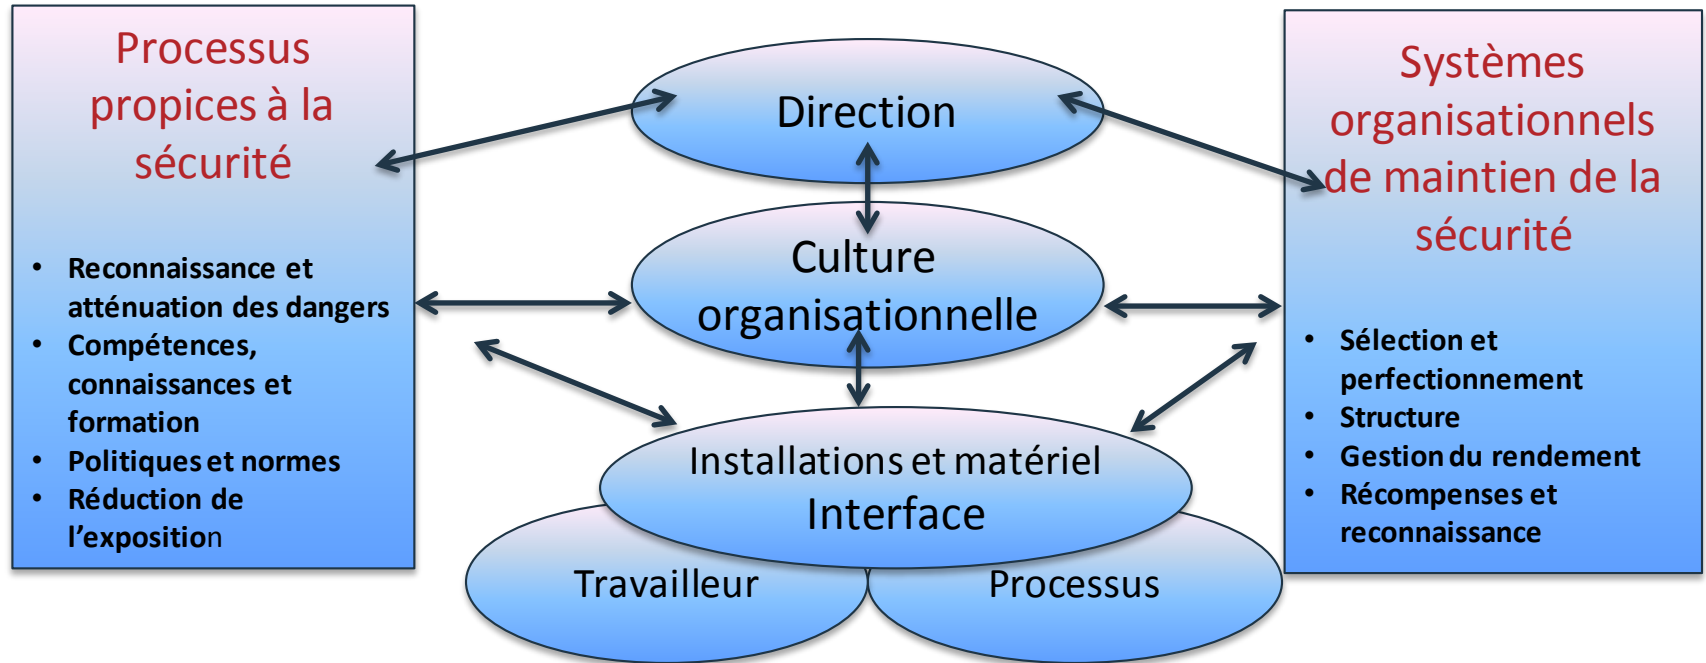 Processus
propices à la
sécurité
• Reconnaissance et
atténuation des dangers
• Compétences,
connaissances et
formation
• Politiques et normes
• Réduction de
l’exposition
Direction
Culture
organisationnelle
Installations et matériel
Interface
Travailleur
Processus
Systèmes
organisationnels
de maintien de la
sécurité
• Sélection et
perfectionnement
• Structure
• Gestion du rendement
• Récompenses et
reconnaissance